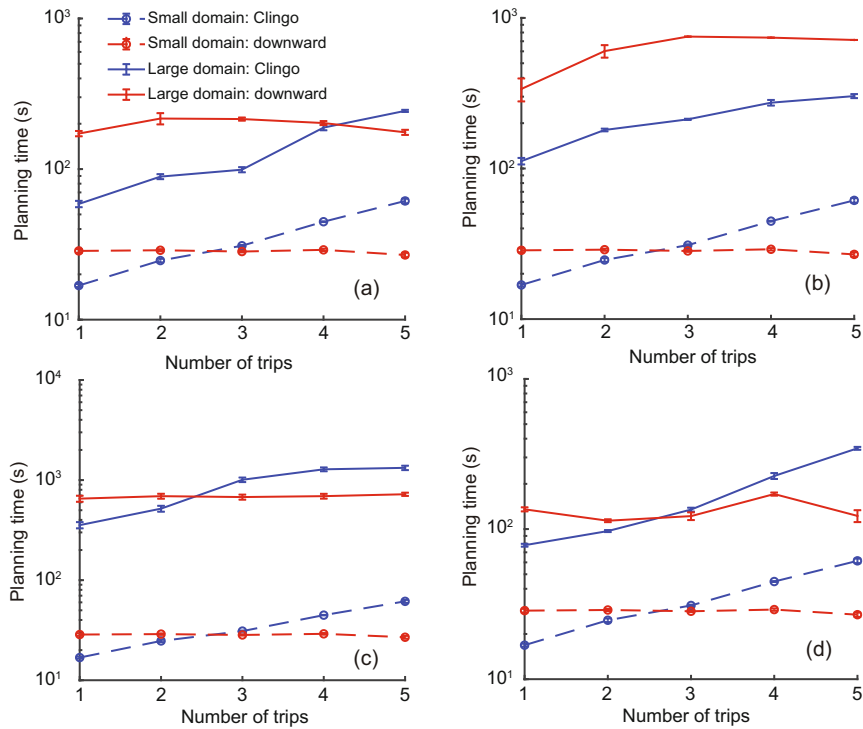 10³
10²
10¹
Planning time (s)
Small domain: Clingo
Small domain: downward
Large domain: Clingo
Large domain: downward
(a)
1 2 3 4 5
Number of trips
10³
10²
10¹
Planning time (s)
(b)
1 2 3 4 5
Number of trips
10⁴
10³
10²
10¹
Planning time (s)
(c)
1 2 3 4 5
Number of trips
10³
10²
10¹
Planning time (s)
(d)
1 2 3 4 5
Number of trips